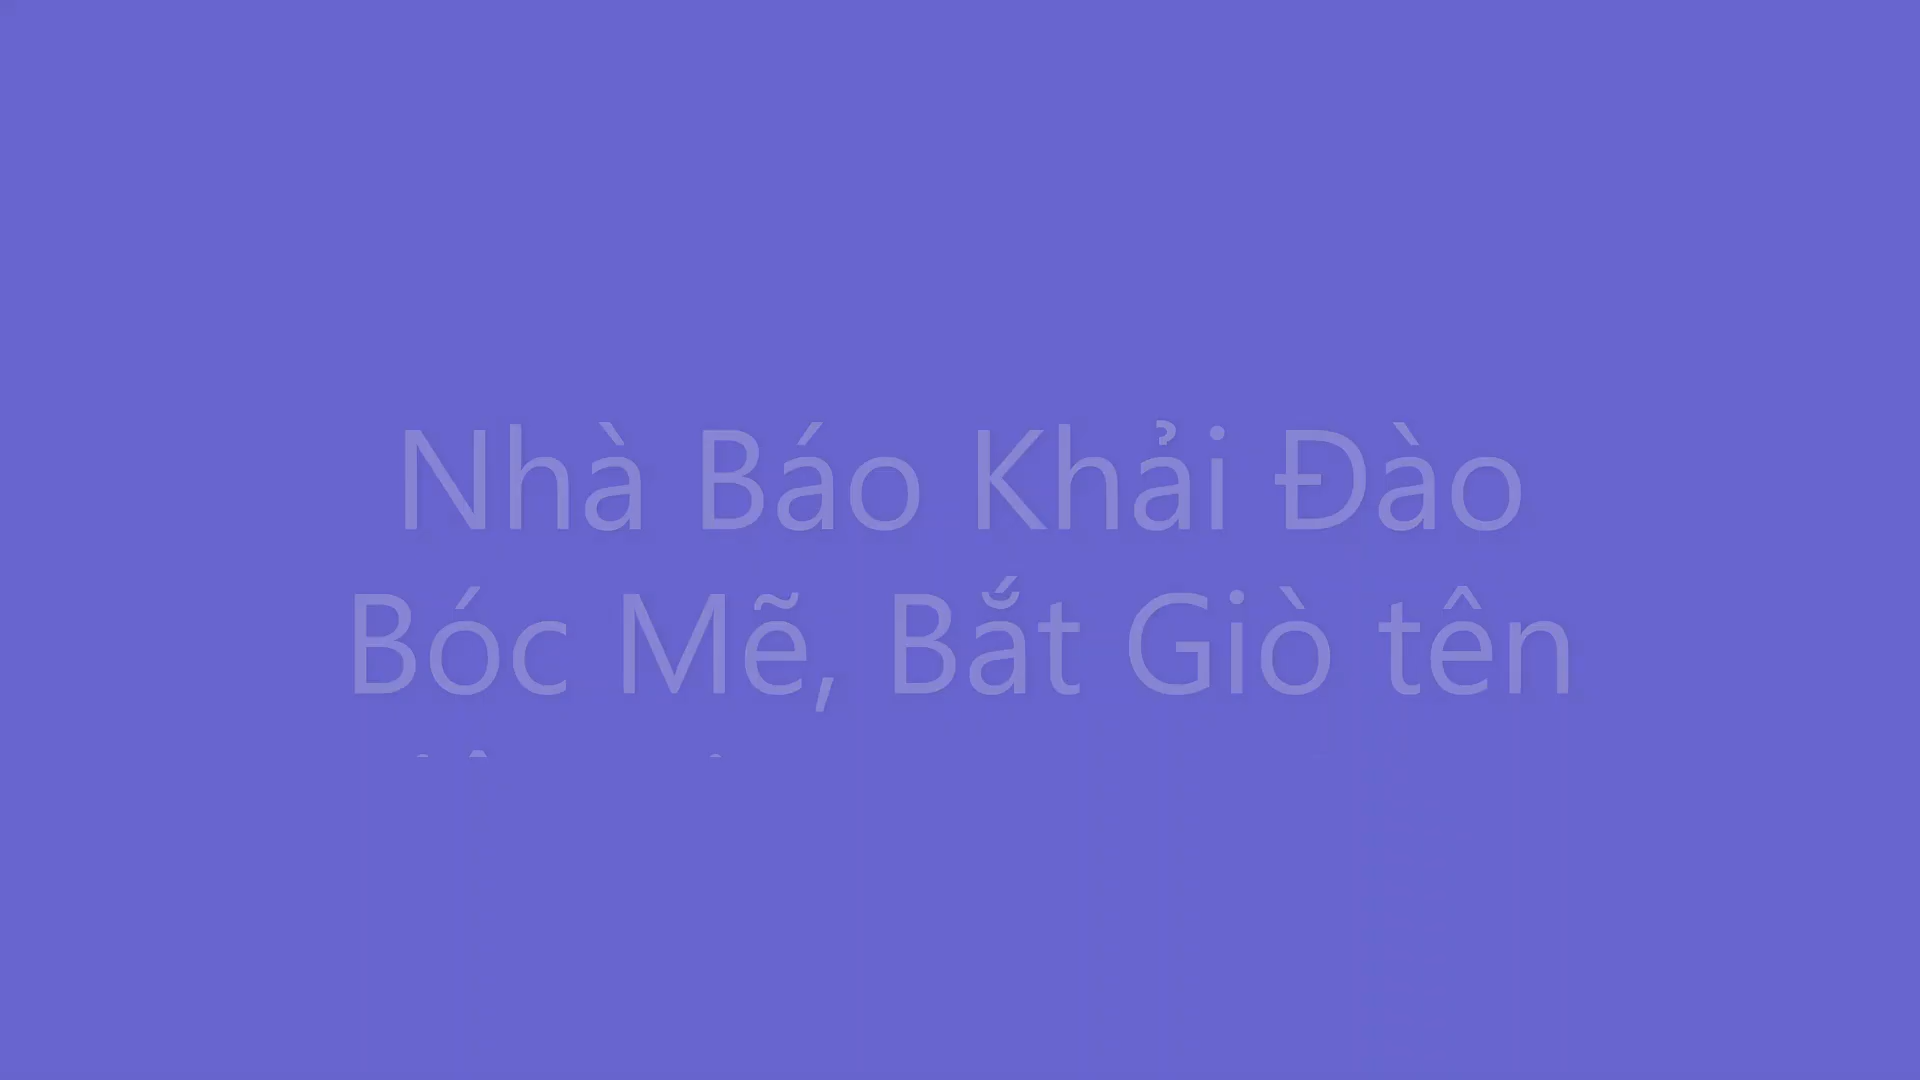 Nhà Báo Khải Đào
Bóc Mẽ, Bắt Giò tên